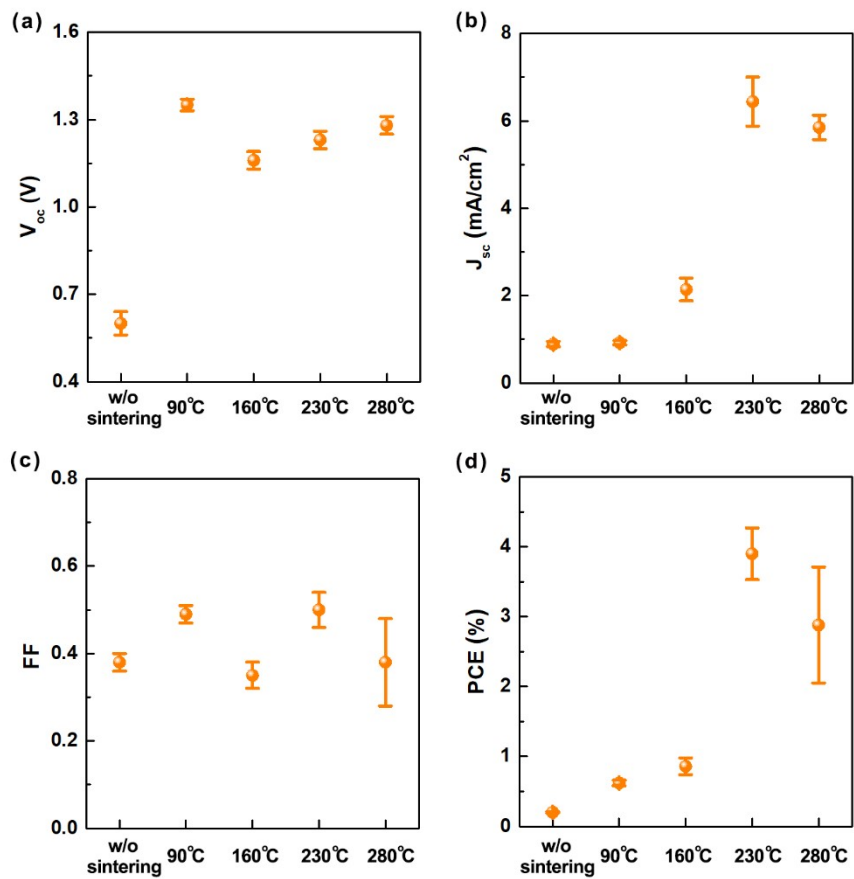 (a)
1.6
1.3
1.0
0.7
0.4
V_oc (V)
w/o
sintering
90℃
160℃
230℃
280℃
(b)
8
6
4
2
0
J_sc (mA/cm²)
w/o
sintering
90℃
160℃
230℃
280℃
(c)
0.8
0.6
0.4
0.2
0.0
FF
w/o
sintering
90℃
160℃
230℃
280℃
(d)
5
4
3
2
1
0
PCE (%)
w/o
sintering
90℃
160℃
230℃
280℃